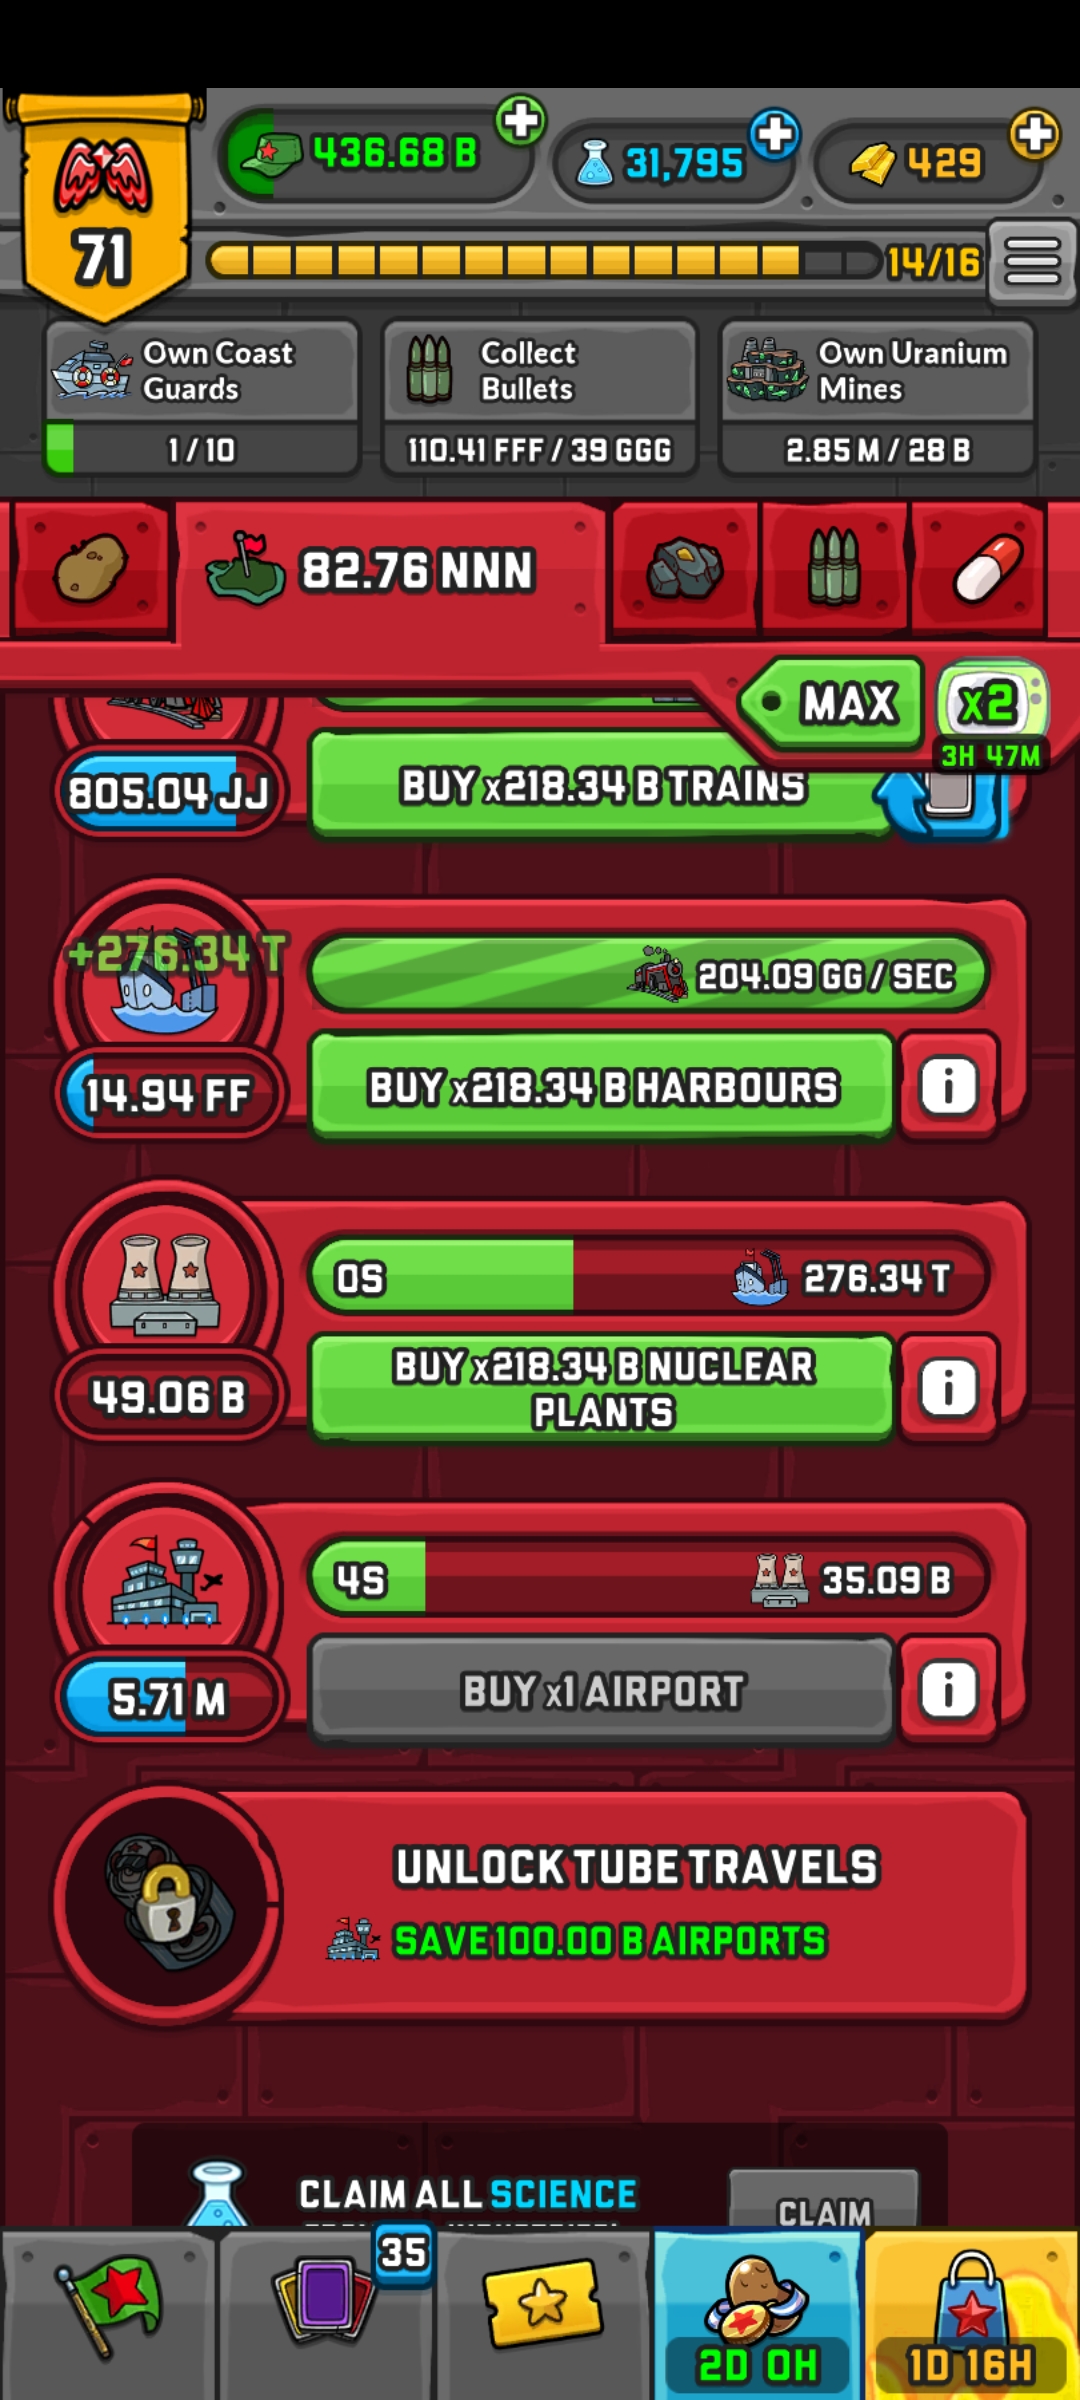 436.68 B
31,795
429
71
14/16
Own Coast
Guards
1/10
Collect
Bullets
110.41 FFF / 39 GGG
Own Uranium
Mines
2.85 M / 28 B
82.76 NNN
MAX
x2
3H 47M
805.04 JJ
BUY x218.34 B TRAINS
+276.34 T
204.09 GG / SEC
14.94 FF
BUY x218.34 B HARBOURS
i
0S
276.34 T
49.06 B
BUY x218.34 B NUCLEAR
PLANTS
i
4S
35.09 B
5.71 M
BUY x1 AIRPORT
i
UNLOCK TUBE TRAVELS
SAVE 100.00 B AIRPORTS
CLAIM ALL SCIENCE
CLAIM
35
2D 0H
1D 16H